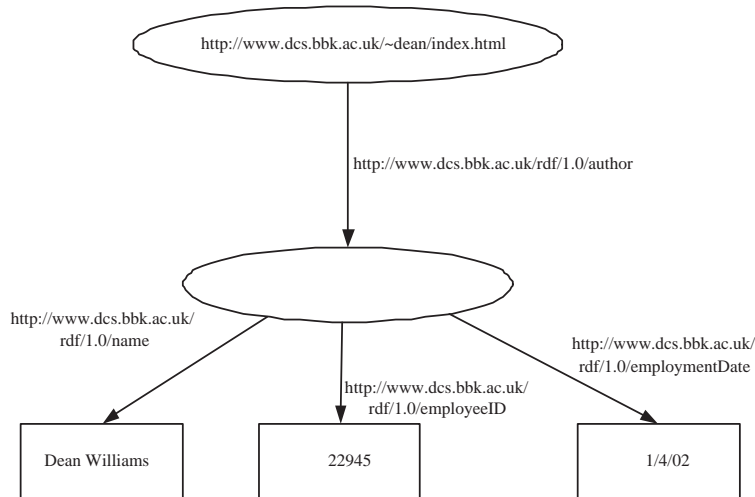 http://www.dcs.bbk.ac.uk/~dean/index.html
http://www.dcs.bbk.ac.uk/rdf/1.0/author
http://www.dcs.bbk.ac.uk/
rdf/1.0/name
http://www.dcs.bbk.ac.uk/
rdf/1.0/employeeID
http://www.dcs.bbk.ac.uk/
rdf/1.0/employmentDate
Dean Williams
22945
1/4/02